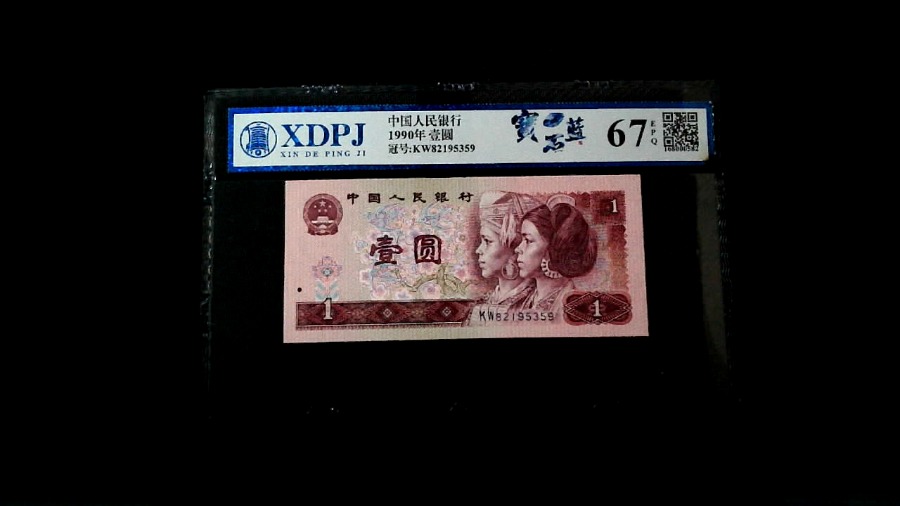 XDPJ
XIN DE PING JI
中国人民银行
1990年 壹圆
冠号:KW82195359
67
EPQ
中国人民银行
1
壹圆
1
KW82195359
1